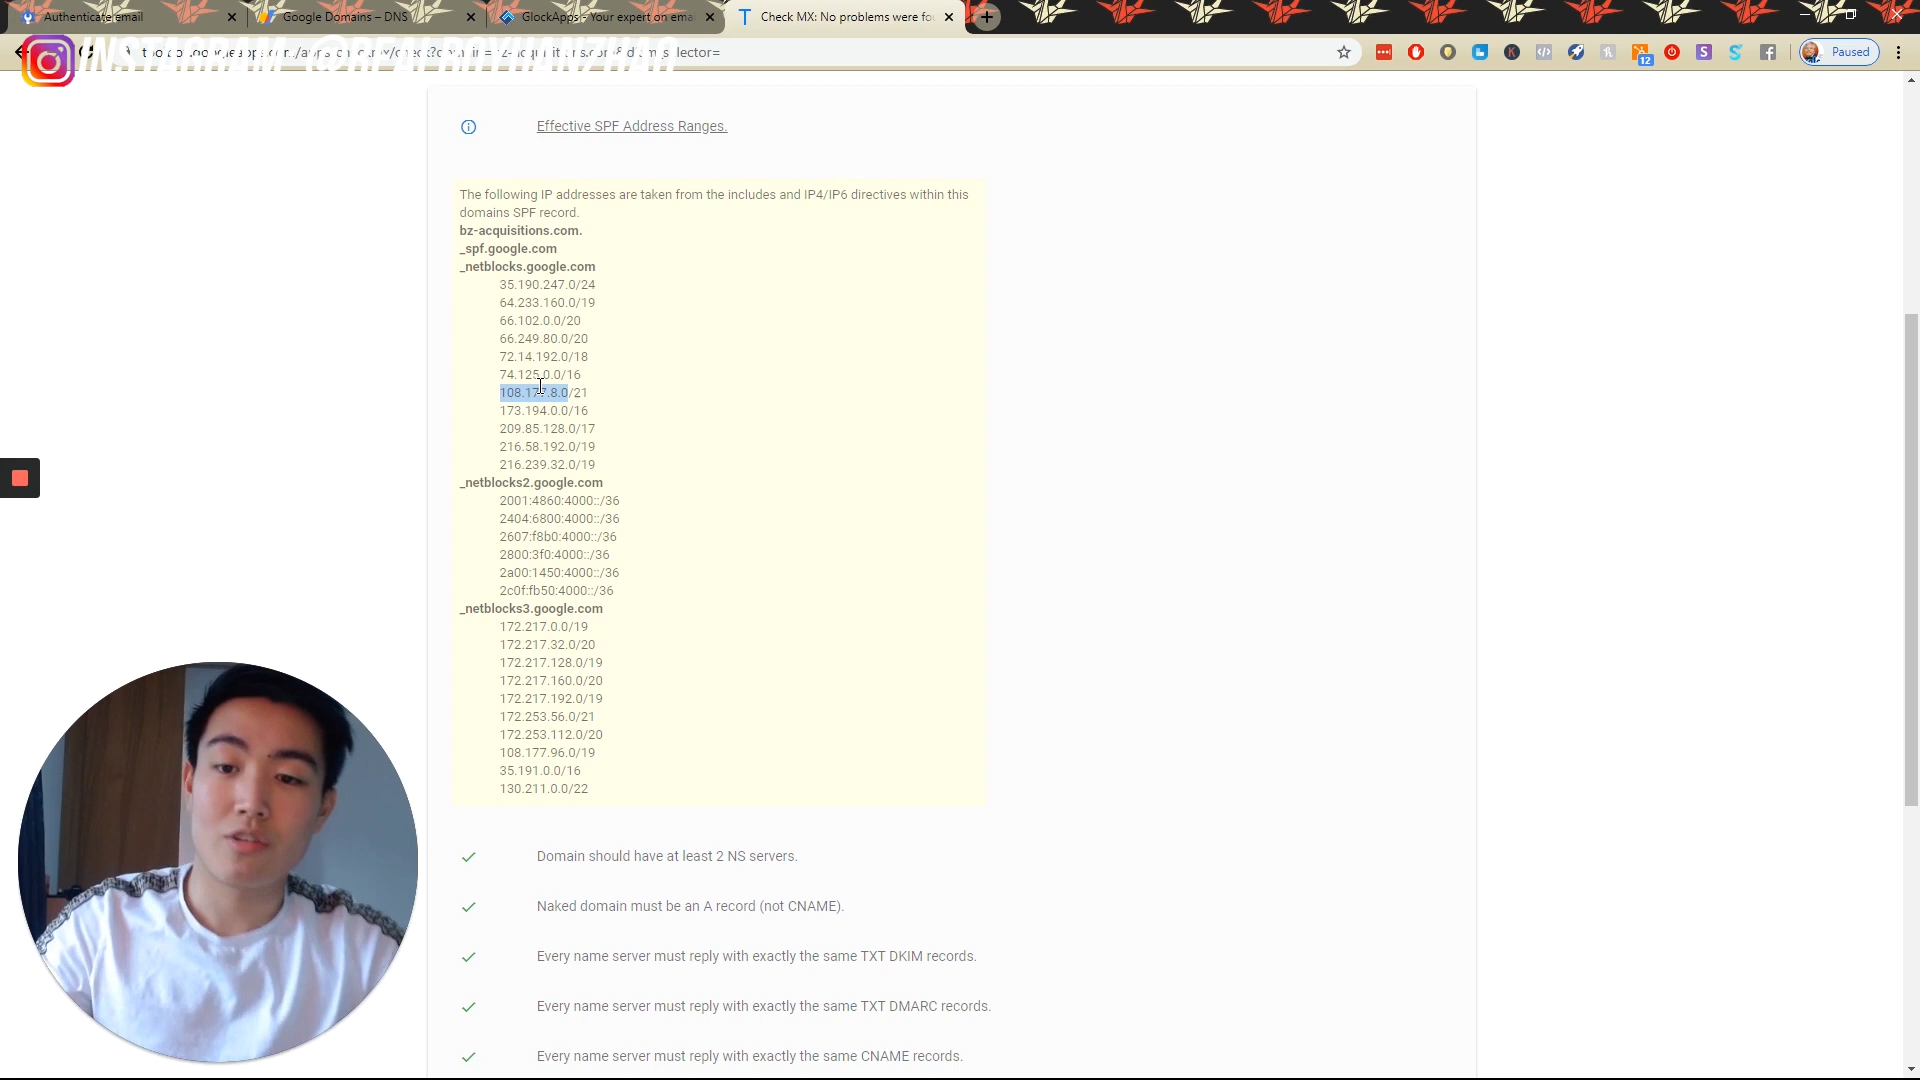 Authenticate email
Google Domains – DNS
GlockApps - Your expert on emai
Check MX: No problems were fou
INSTAGRAM
lector=
12
Paused
Effective SPF Address Ranges.
The following IP addresses are taken from the includes and IP4/IP6 directives within this
domains SPF record.
bz-acquisitions.com.
_spf.google.com
_netblocks.google.com
35.190.247.0/24
64.233.160.0/19
66.102.0.0/20
66.249.80.0/20
72.14.192.0/18
74.125.0.0/16
108.177.8.0/21
173.194.0.0/16
209.85.128.0/17
216.58.192.0/19
216.239.32.0/19
_netblocks2.google.com
2001:4860:4000::/36
2404:6800:4000::/36
2607:f8b0:4000::/36
2800:3f0:4000::/36
2a00:1450:4000::/36
2c0f:fb50:4000::/36
_netblocks3.google.com
172.217.0.0/19
172.217.32.0/20
172.217.128.0/19
172.217.160.0/20
172.217.192.0/19
172.253.56.0/21
172.253.112.0/20
108.177.96.0/19
35.191.0.0/16
130.211.0.0/22
Domain should have at least 2 NS servers.
Naked domain must be an A record (not CNAME).
Every name server must reply with exactly the same TXT DKIM records.
Every name server must reply with exactly the same TXT DMARC records.
Every name server must reply with exactly the same CNAME records.